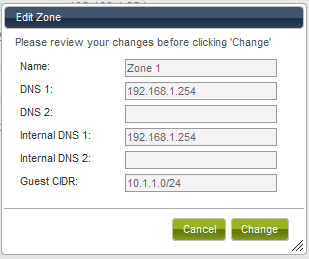 Edit Zone
Please review your changes before clicking 'Change'
Name: Zone 1
DNS 1: 192.168.1.254
DNS 2:
Internal DNS 1: 192.168.1.254
Internal DNS 2:
Guest CIDR: 10.1.1.0/24
Cancel Change